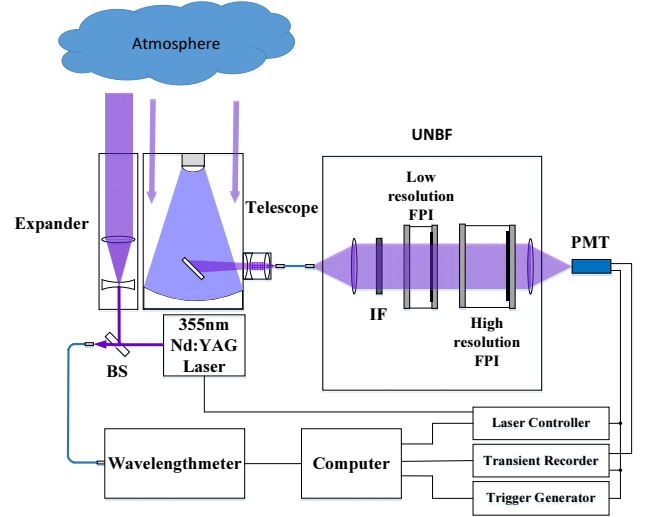 Atmosphere
UNBF
Expander
Telescope
Low
resolution
FPI
PMT
IF
High
resolution
FPI
355nm
Nd:YAG
Laser
BS
Wavelengthmeter
Computer
Laser Controller
Transient Recorder
Trigger Generator